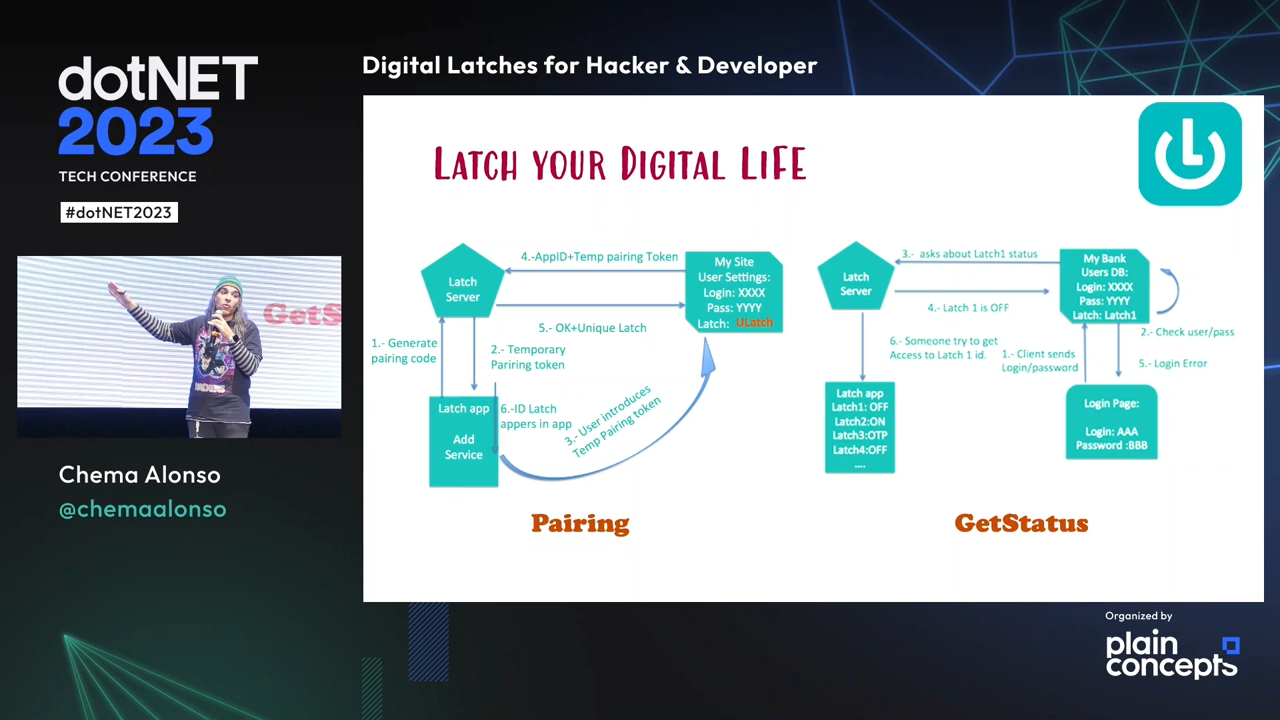 dotNET
2023
TECH CONFERENCE
#dotNET2023
Digital Latches for Hacker & Developer
LATCH YOUR DIGITAL LIFE
Latch
Server
4.-AppID+Temp pairing Token
My Site
User Settings:
Login: XXXX
Pass: YYYY
Latch: ULatch
5.- OK+Unique Latch
1.- Generate
pairing code
2.- Temporary
Pariring token
Latch app
Add
Service
6.-ID Latch
appers in app
3.- User introduces
Temp Pairing token
Pairing
Latch
Server
3.- asks about Latch1 status
My Bank
Users DB:
Login: XXXX
Pass: YYYY
Latch: Latch1
4.- Latch 1 is OFF
2.- Check user/pass
6.- Someone try to get
Access to Latch 1 id.
1.- Client sends
Login/password
5.- Login Error
Latch app
Latch1: OFF
Latch2:ON
Latch3:OTP
Latch4:OFF
....
Login Page:
Login: AAA
Password :BBB
GetStatus
GetS
Chema Alonso
@chemaalonso
Organized by
plain
concepts